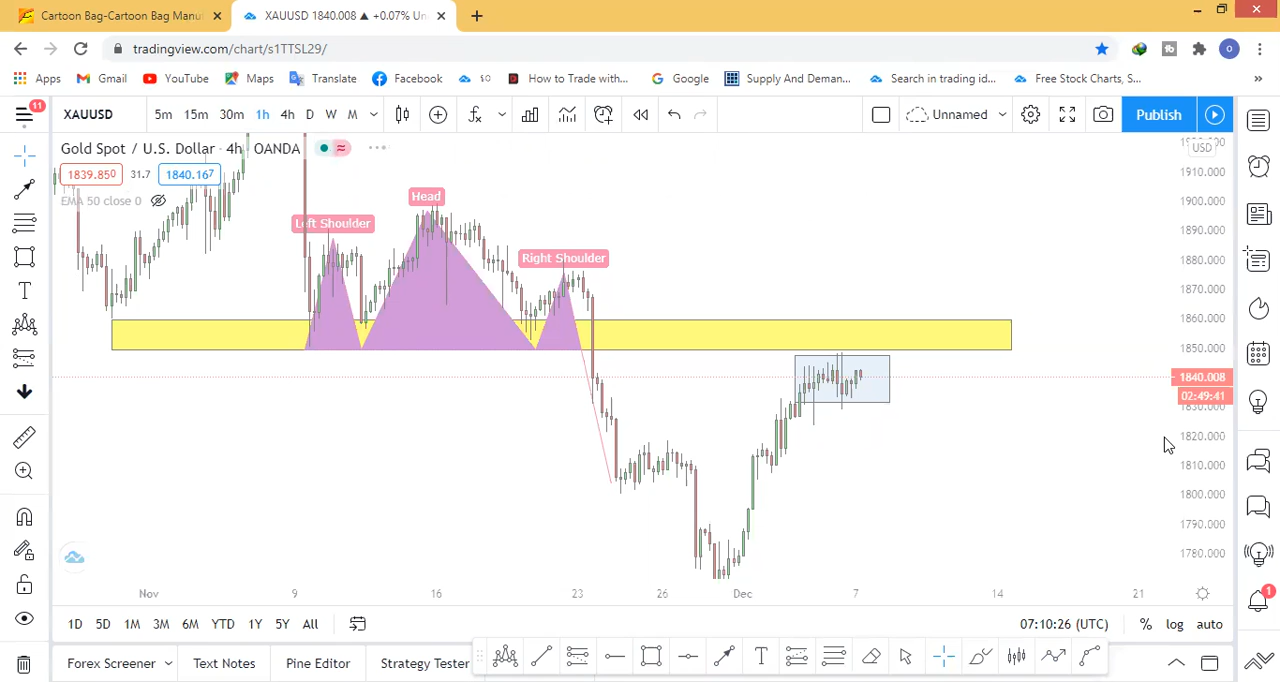 Cartoon Bag-Cartoon Bag Manu
XAUUSD 1840.008 ▲ +0.07% Un
tradingview.com/chart/s1TTSL29/
O
Apps
Gmail
YouTube
Maps
Translate
Facebook
How to Trade with...
Google
Supply And Deman...
Search in trading id...
Free Stock Charts, S...
»
11
XAUUSD
5m 15m 30m 1h 4h D W M
Unnamed
Publish
Gold Spot / U.S. Dollar · 4h OANDA
1839.850 31.7 1840.167
EMA 50 close 0
USD
Head
Left Shoulder
Right Shoulder
1910.000
1900.000
1890.000
1880.000
1870.000
1860.000
1850.000
1840.008
02:49:41
1830.000
1820.000
1810.000
1800.000
1790.000
1780.000
Nov 9 16 23 26 Dec 7 14 21
1D 5D 1M 3M 6M YTD 1Y 5Y All
07:10:26 (UTC) % log auto
1
Forex Screener Text Notes Pine Editor Strategy Tester